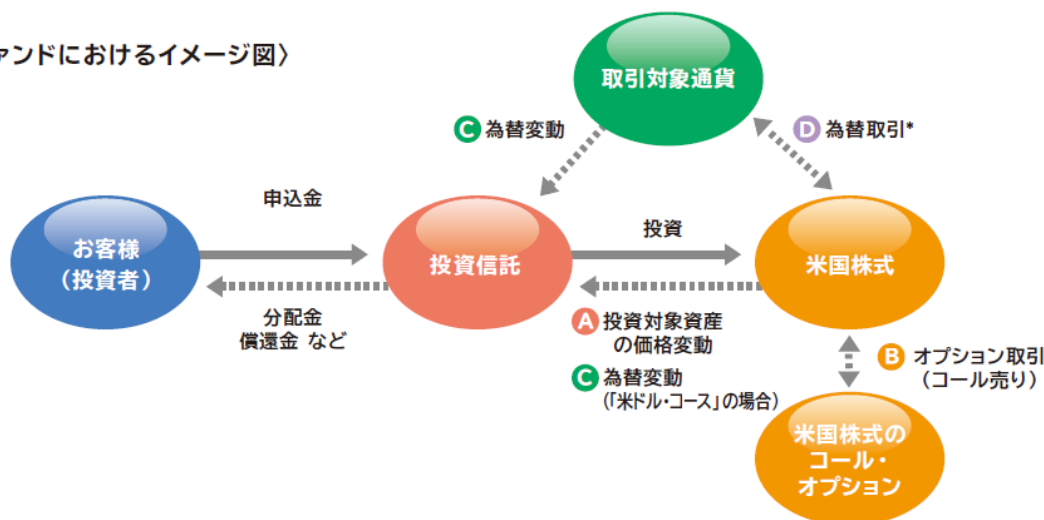 ァンドにおけるイメージ図〉
取引対象通貨
C 為替変動
D 為替取引*
申込金
投資
お客様
（投資者）
投資信託
米国株式
分配金
償還金 など
A 投資対象資産
の価格変動
C 為替変動
（「米ドル・コース」の場合）
B オプション取引
（コール売り）
米国株式の
コール・
オプション